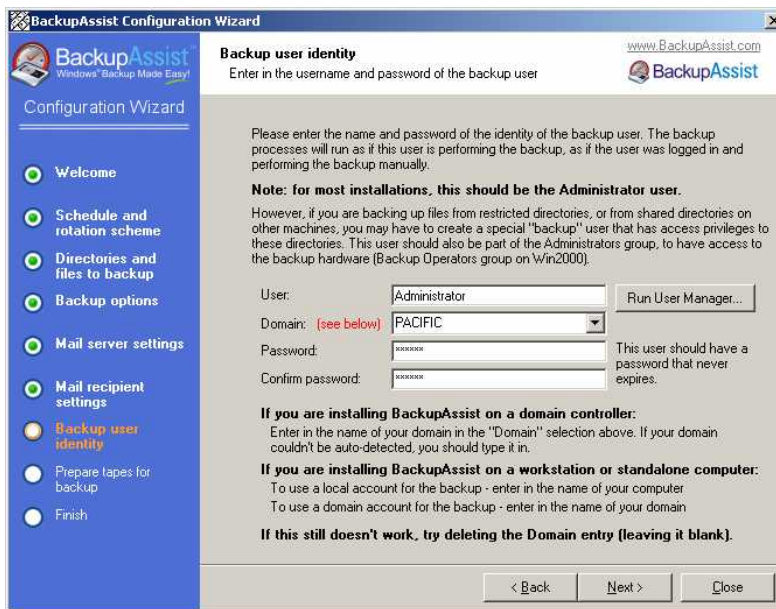 BackupAssist Configuration Wizard
BackupAssist™
Windows® Backup Made Easy!
Configuration Wizard
Welcome
Schedule and
rotation scheme
Directories and
files to backup
Backup options
Mail server settings
Mail recipient
settings
Backup user
identity
Prepare tapes for
backup
Finish
Backup user identity
Enter in the username and password of the backup user
www.BackupAssist.com
BackupAssist
Please enter the name and password of the identity of the backup user. The backup
processes will run as if this user is performing the backup, as if the user was logged in and
performing the backup manually.
Note: for most installations, this should be the Administrator user.
However, if you are backing up files from restricted directories, or from shared directories on
other machines, you may have to create a special "backup" user that has access privileges to
these directories. This user should also be part of the Administrators group, to have access to
the backup hardware (Backup Operators group on Win2000).
User: Administrator Run User Manager...
Domain: (see below) PACIFIC
Password: ******
Confirm password: ******
This user should have a
password that never
expires.
If you are installing BackupAssist on a domain controller:
Enter in the name of your domain in the "Domain" selection above. If your domain
couldn't be auto-detected, you should type it in.
If you are installing BackupAssist on a workstation or standalone computer:
To use a local account for the backup - enter in the name of your computer
To use a domain account for the backup - enter in the name of your domain
If this still doesn't work, try deleting the Domain entry (leaving it blank).
< Back Next > Close